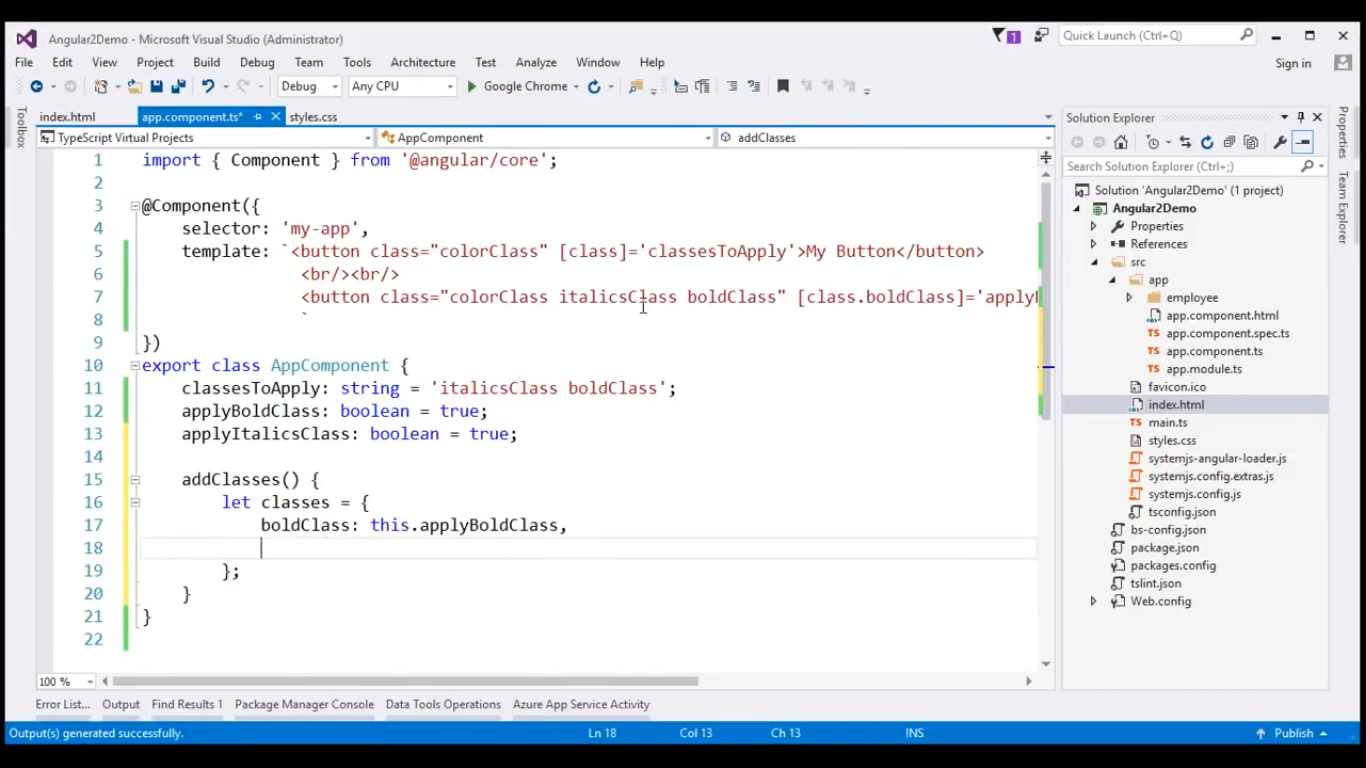 Angular2Demo - Microsoft Visual Studio (Administrator)
1
Quick Launch (Ctrl+Q)
File Edit View Project Build Debug Team Tools Architecture Test Analyze Window Help
Sign in
Debug Any CPU Google Chrome
Toolbox
index.html app.component.ts* styles.css
TypeScript Virtual Projects AppComponent addClasses
1 import { Component } from '@angular/core';
2
3 @Component({
4 selector: 'my-app',
5 template: `<button class="colorClass" [class]='classesToApply'>My Button</button>
6 <br/><br/>
7 <button class="colorClass italicsClass boldClass" [class.boldClass]='apply
8 `
9 })
10 export class AppComponent {
11 classesToApply: string = 'italicsClass boldClass';
12 applyBoldClass: boolean = true;
13 applyItalicsClass: boolean = true;
14
15 addClasses() {
16 let classes = {
17 boldClass: this.applyBoldClass,
18
19 };
20 }
21 }
22
100 %
Solution Explorer
Search Solution Explorer (Ctrl+;)
Solution 'Angular2Demo' (1 project)
Angular2Demo
Properties
References
src
app
employee
app.component.html
TS app.component.spec.ts
TS app.component.ts
TS app.module.ts
favicon.ico
index.html
TS main.ts
styles.css
systemjs-angular-loader.js
systemjs.config.extras.js
systemjs.config.js
tsconfig.json
bs-config.json
package.json
packages.config
tslint.json
Web.config
Properties
Team Explorer
Error List... Output Find Results 1 Package Manager Console Data Tools Operations Azure App Service Activity
Output(s) generated successfully. Ln 18 Col 13 Ch 13 INS Publish